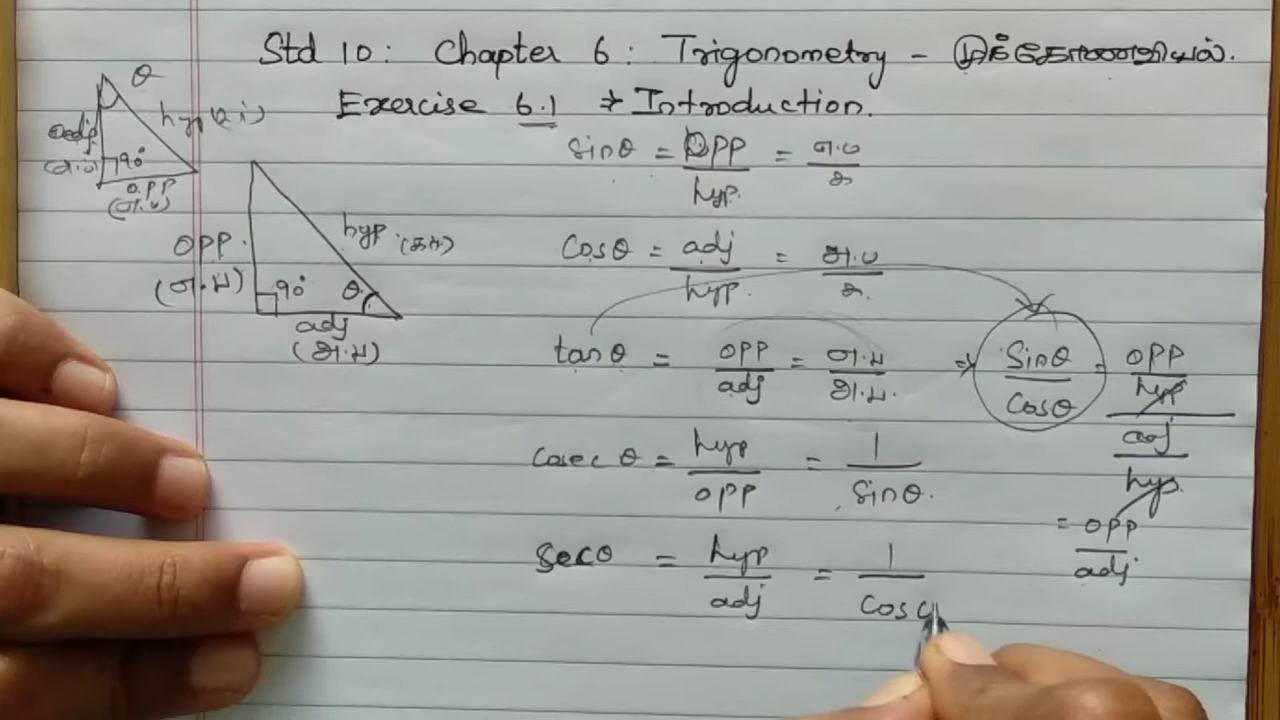 Std 10: Chapter 6: Trigonometry -
Exercise 6.1 ⇒ Introduction.
θ
hyp
adj
90°
opp
(எ.ப)
opp.
(எ.ப)
hyp.
90° θ
adj
(அ.ப)
sinθ = opp/hyp. = எ.ப/க
Cosθ = adj/hyp. = அ.ப/க.
tanθ = opp/adj = எ.ப/அ.ப. ⇒ Sinθ/Cosθ = opp/hyp / adj/hyp.
= opp/adj
Cosec θ = hyp/opp = 1/Sinθ.
Secθ = hyp/adj = 1/Cos